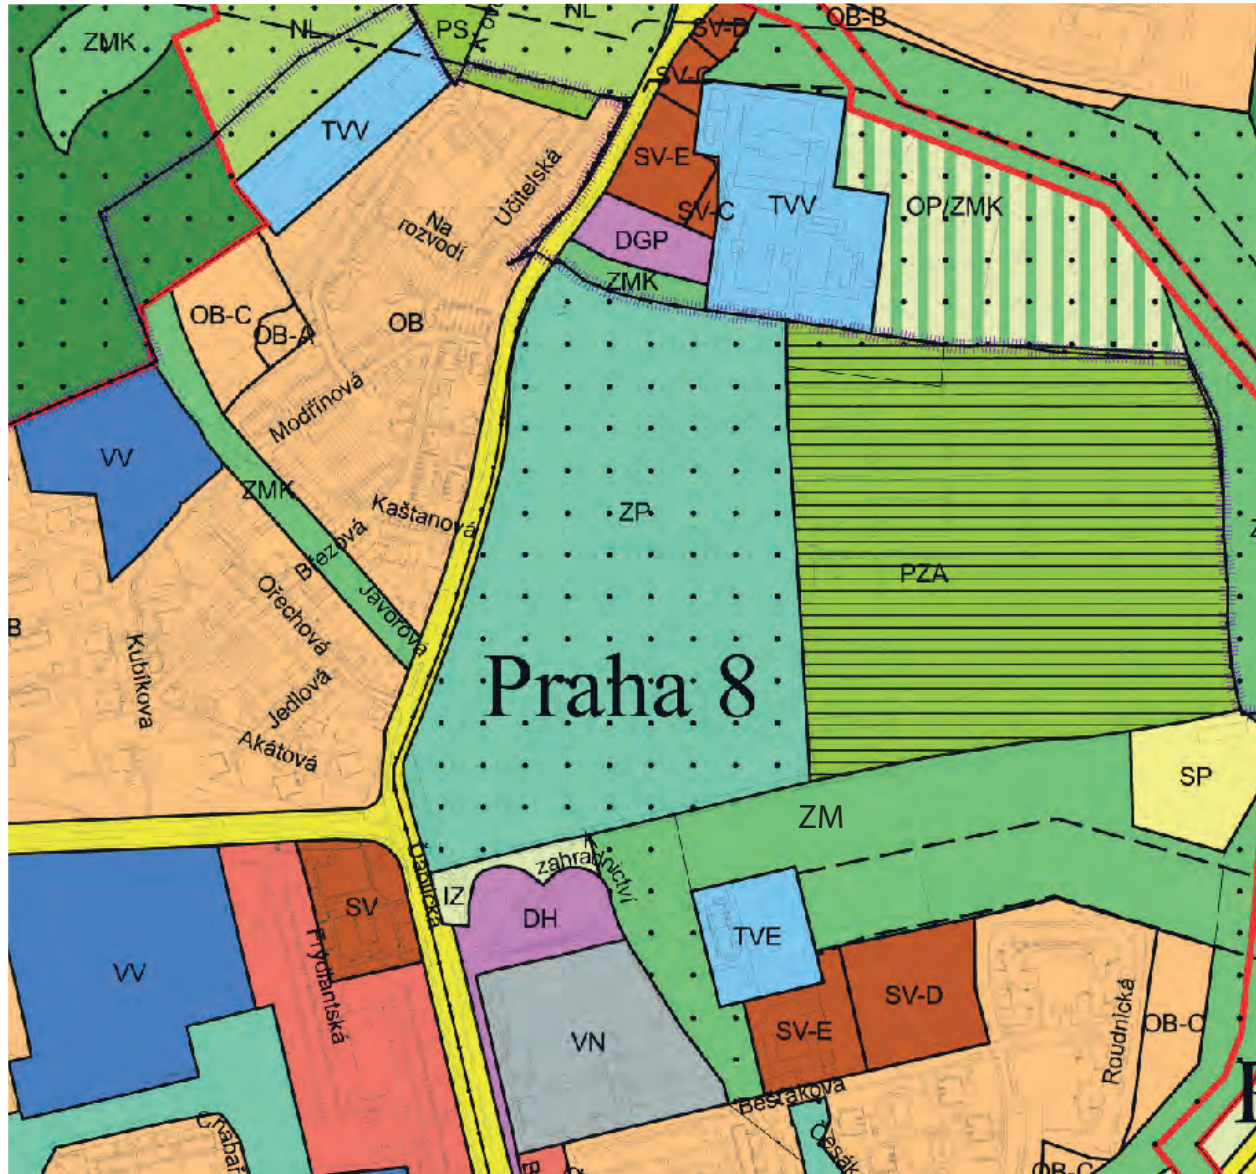 ZMK
NL
PS
NL
SV-D
OB-B
SV-C
TVV
SV-E
Učitelská
Na
rozvodí
SV-C
TVV
OP/ZMK
DGP
ZMK
OB-C
OB-A
OB
Modřínová
VV
ZMK
Kaštanová
ZP
Březová
PZA
Ořechová
Javorová
B
Kubíkova
Jedlová
Akátová
Praha 8
SP
ZM
Ďáblická
K
zahradnictví
IZ
SV
DH
TVE
VV
Frýdlantská
SV-D
VN
SV-E
Roudnická
OB-C
Bešťákova
OB-C